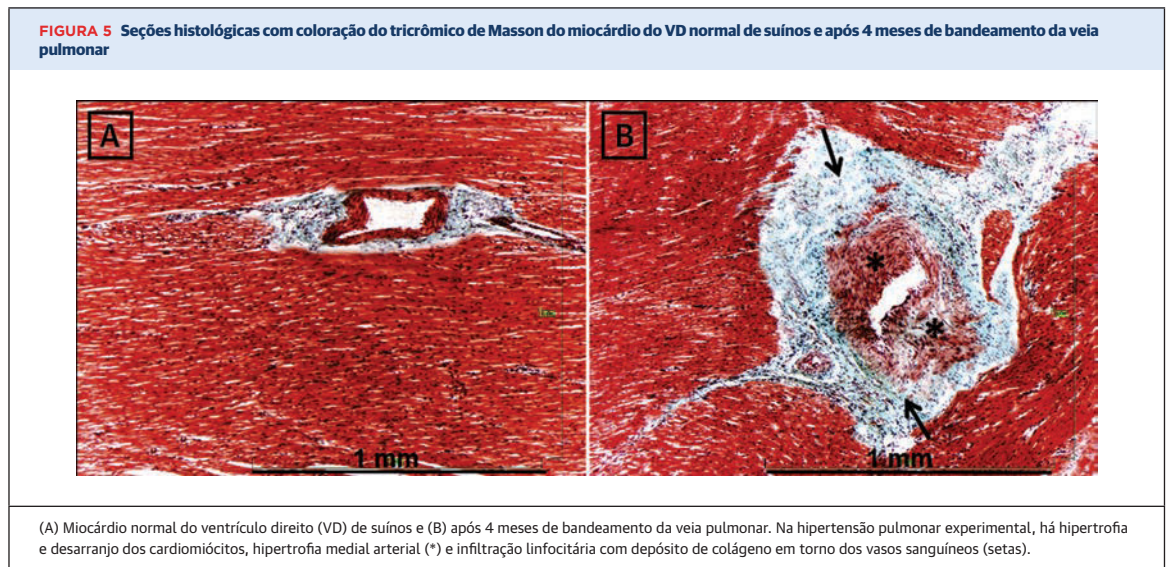 FIGURA 5 Seções histológicas com coloração do tricrômico de Masson do miocárdio do VD normal de suínos e após 4 meses de bandeamento da veia
pulmonar
A
B
*
*
1 mm
1 mm
(A) Miocárdio normal do ventrículo direito (VD) de suínos e (B) após 4 meses de bandeamento da veia pulmonar. Na hipertensão pulmonar experimental, há hipertrofia
e desarranjo dos cardiomiócitos, hipertrofia medial arterial (*) e infiltração linfocitária com depósito de colágeno em torno dos vasos sanguíneos (setas).